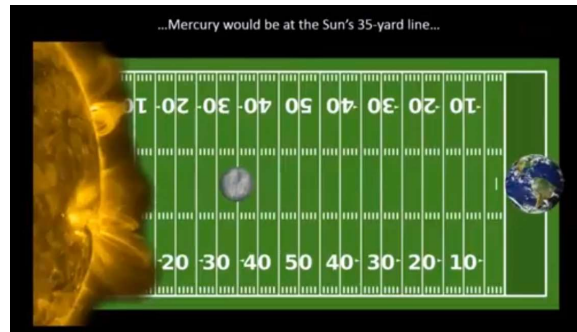 ...Mercury would be at the Sun's 35-yard line...
10 -20 -30 -40 50 40- 30- 20- 10-
-20 -30 -40 50 40- 30- 20- 10-